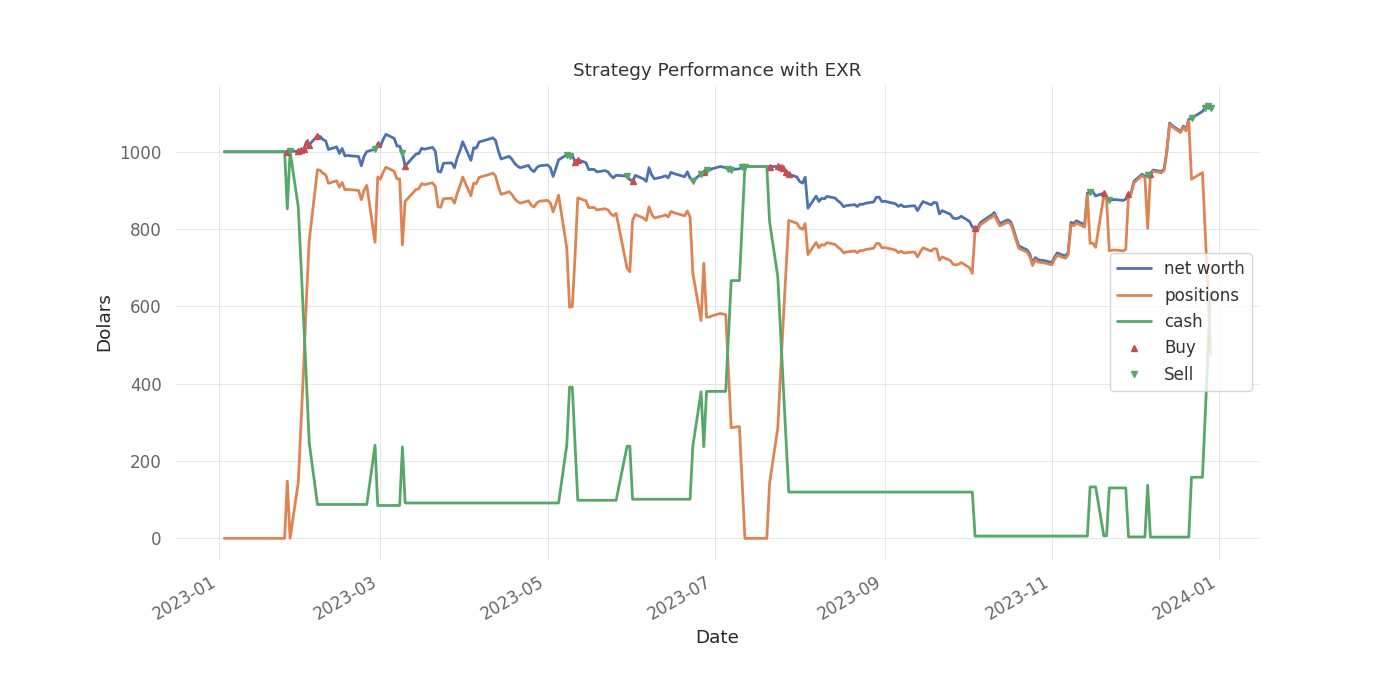 Strategy Performance with EXR
Dolars
1000
800
600
400
200
0
net worth
positions
cash
Buy
Sell
2023-01
2023-03
2023-05
2023-07
2023-09
2023-11
2024-01
Date